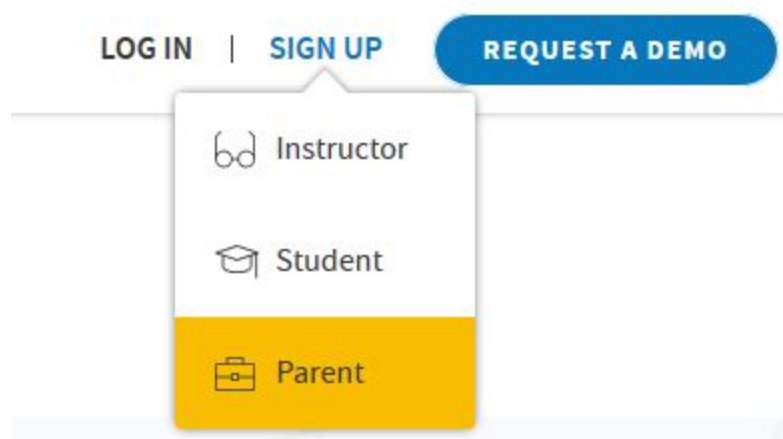 LOG IN | SIGN UP REQUEST A DEMO
Instructor
Student
Parent